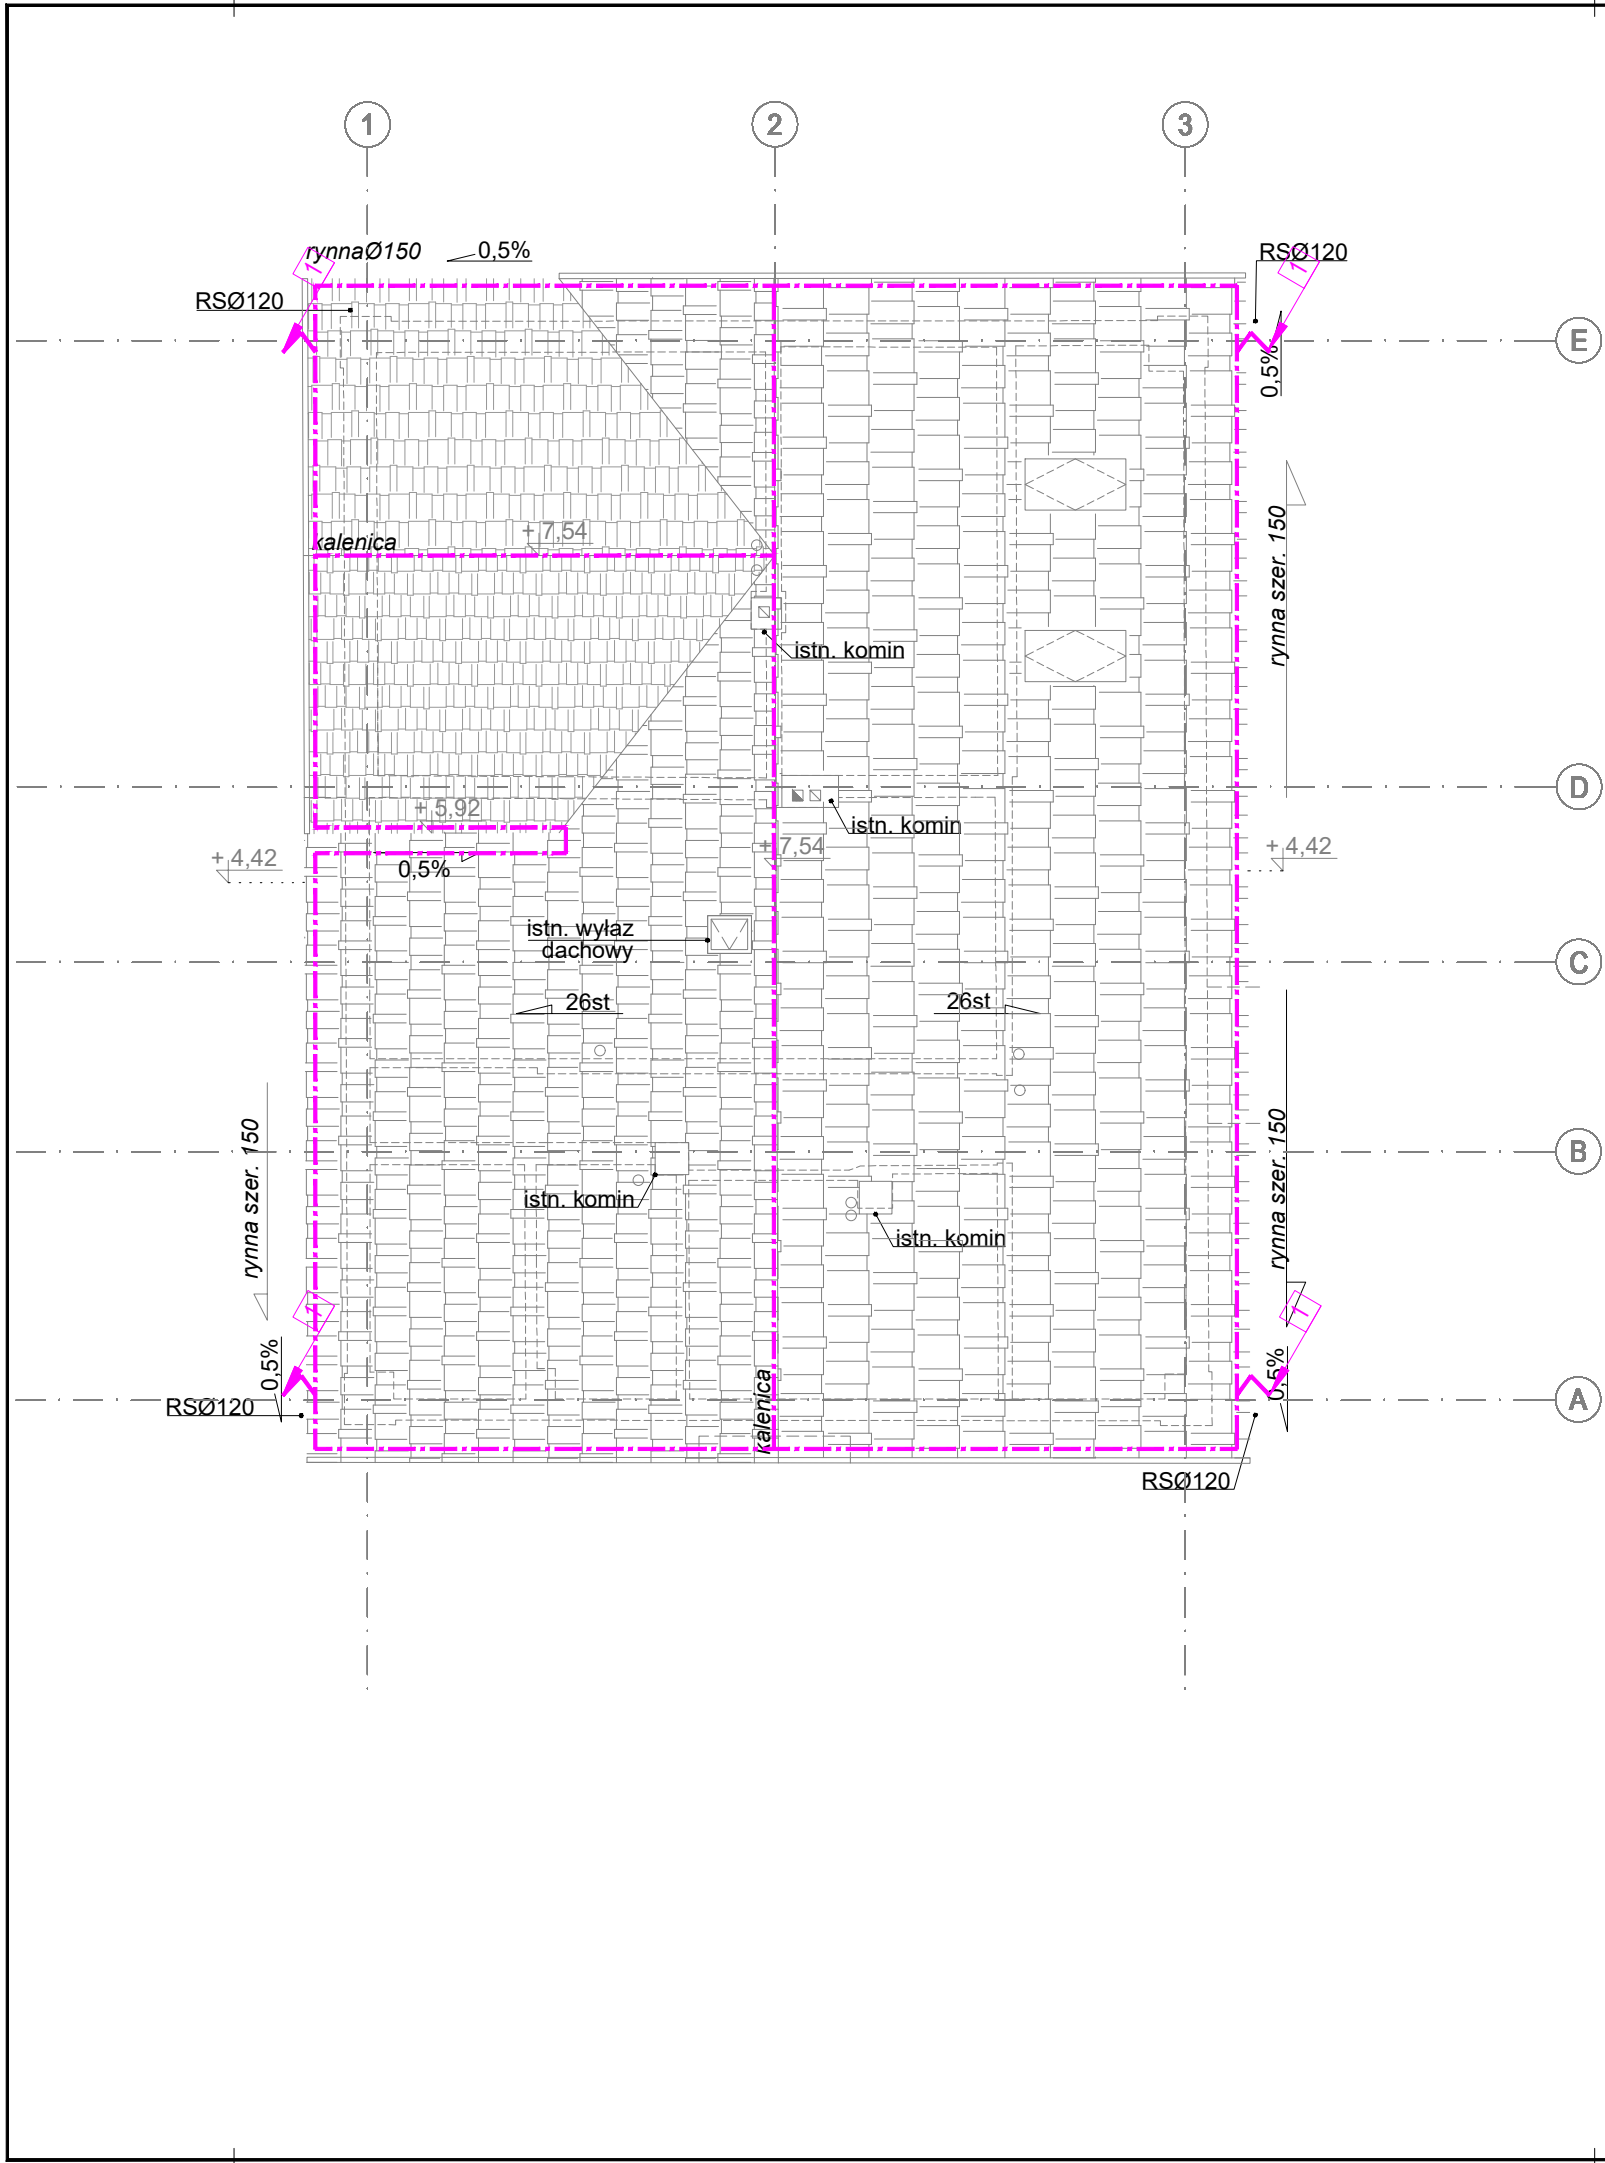 1
2
3
rynnaØ150
0,5%
RSØ120
1
1
RSØ120
E
0,5%
kalenica
+ 7,54
rynna szer. 150
istn. komin
D
+ 5,92
istn. komin
+ 7,54
+ 4,42
0,5%
+ 4,42
istn. wyłaz
dachowy
C
26st
26st
rynna szer. 150
rynna szer. 150
B
istn. komin
istn. komin
1
1
0,5%
0,5%
kalenica
RSØ120
A
RSØ120